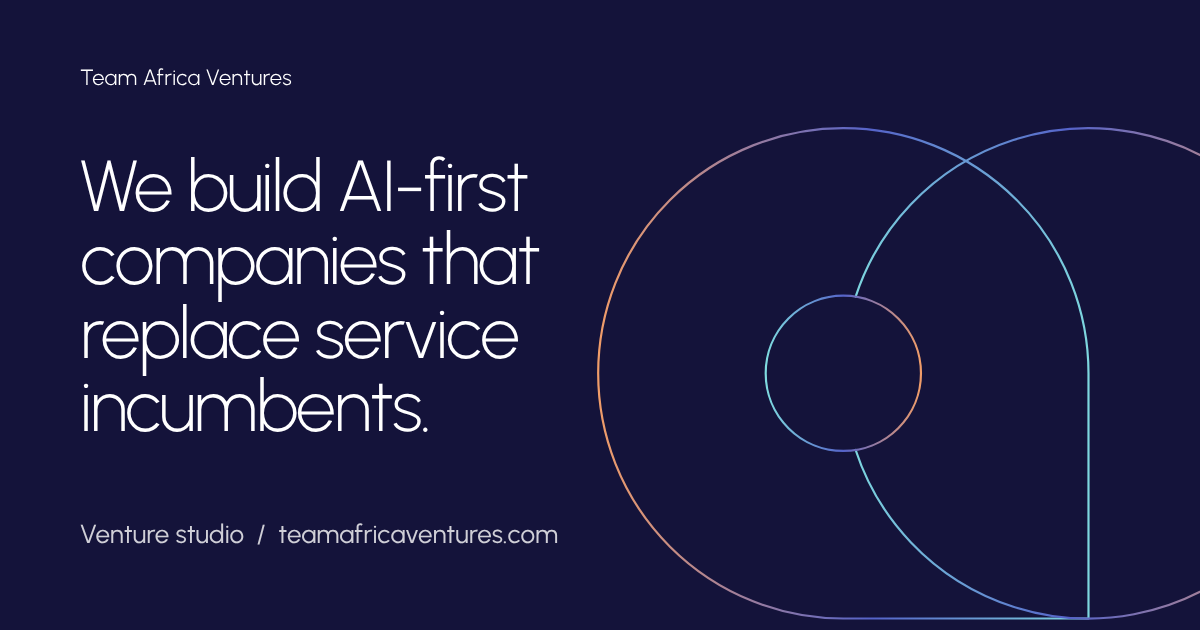 Team Africa Ventures
We build AI-first
companies that
replace service
incumbents.
Venture studio / teamafricaventures.com